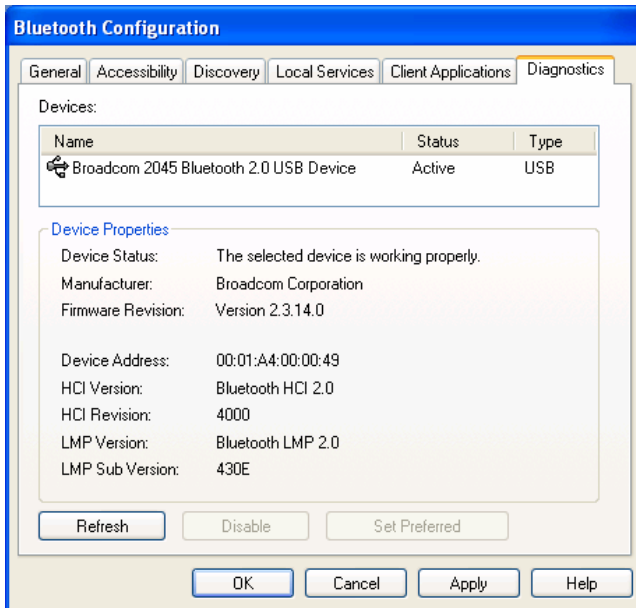 Bluetooth Configuration
General Accessibility Discovery Local Services Client Applications Diagnostics
Devices:
Name Status Type
Broadcom 2045 Bluetooth 2.0 USB Device Active USB
Device Properties
Device Status: The selected device is working properly.
Manufacturer: Broadcom Corporation
Firmware Revision: Version 2.3.14.0
Device Address: 00:01:A4:00:00:49
HCI Version: Bluetooth HCI 2.0
HCI Revision: 4000
LMP Version: Bluetooth LMP 2.0
LMP Sub Version: 430E
Refresh Disable Set Preferred
OK Cancel Apply Help